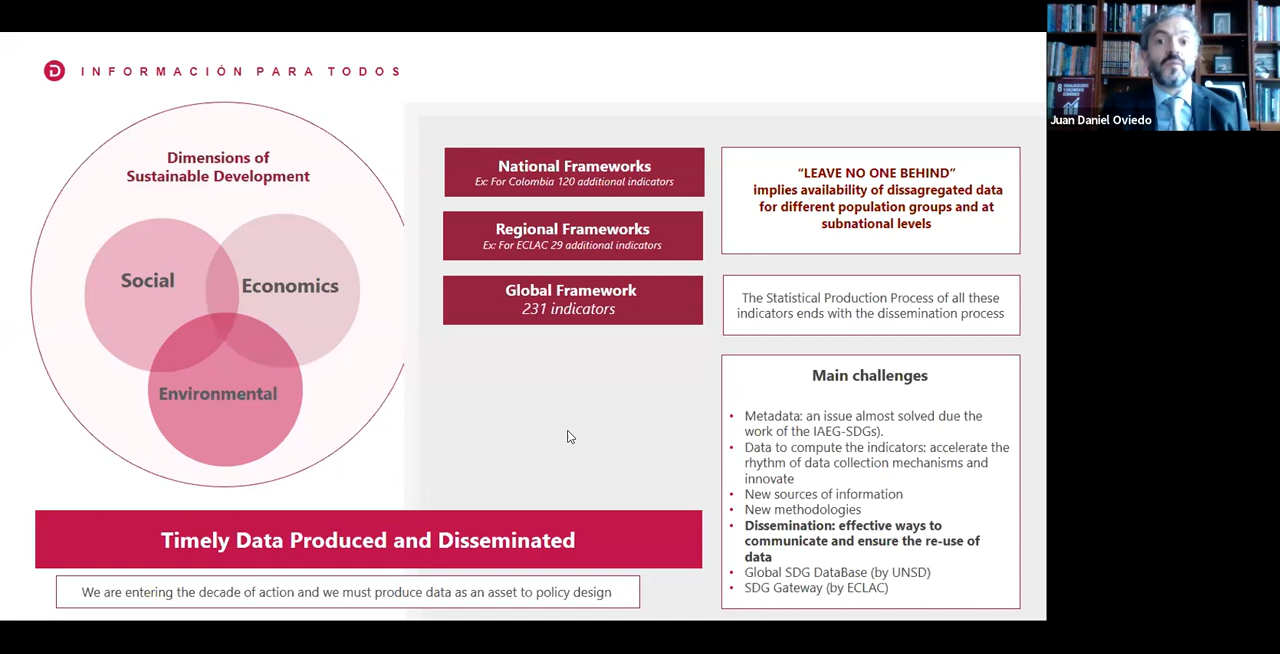 INFORMACIÓN PARA TODOS
Dimensions of
Sustainable Development
Social
Economics
Environmental
National Frameworks
Ex: For Colombia 120 additional indicators
Regional Frameworks
Ex: For ECLAC 29 additional indicators
Global Framework
231 indicators
“LEAVE NO ONE BEHIND”
implies availability of dissagregated data
for different population groups and at
subnational levels
The Statistical Production Process of all these
indicators ends with the dissemination process
Main challenges
• Metadata: an issue almost solved due the
work of the IAEG-SDGs).
• Data to compute the indicators: accelerate the
rhythm of data collection mechanisms and
innovate
• New sources of information
• New methodologies
• Dissemination: effective ways to
communicate and ensure the re-use of
data
• Global SDG DataBase (by UNSD)
• SDG Gateway (by ECLAC)
Timely Data Produced and Disseminated
We are entering the decade of action and we must produce data as an asset to policy design
Juan Daniel Oviedo